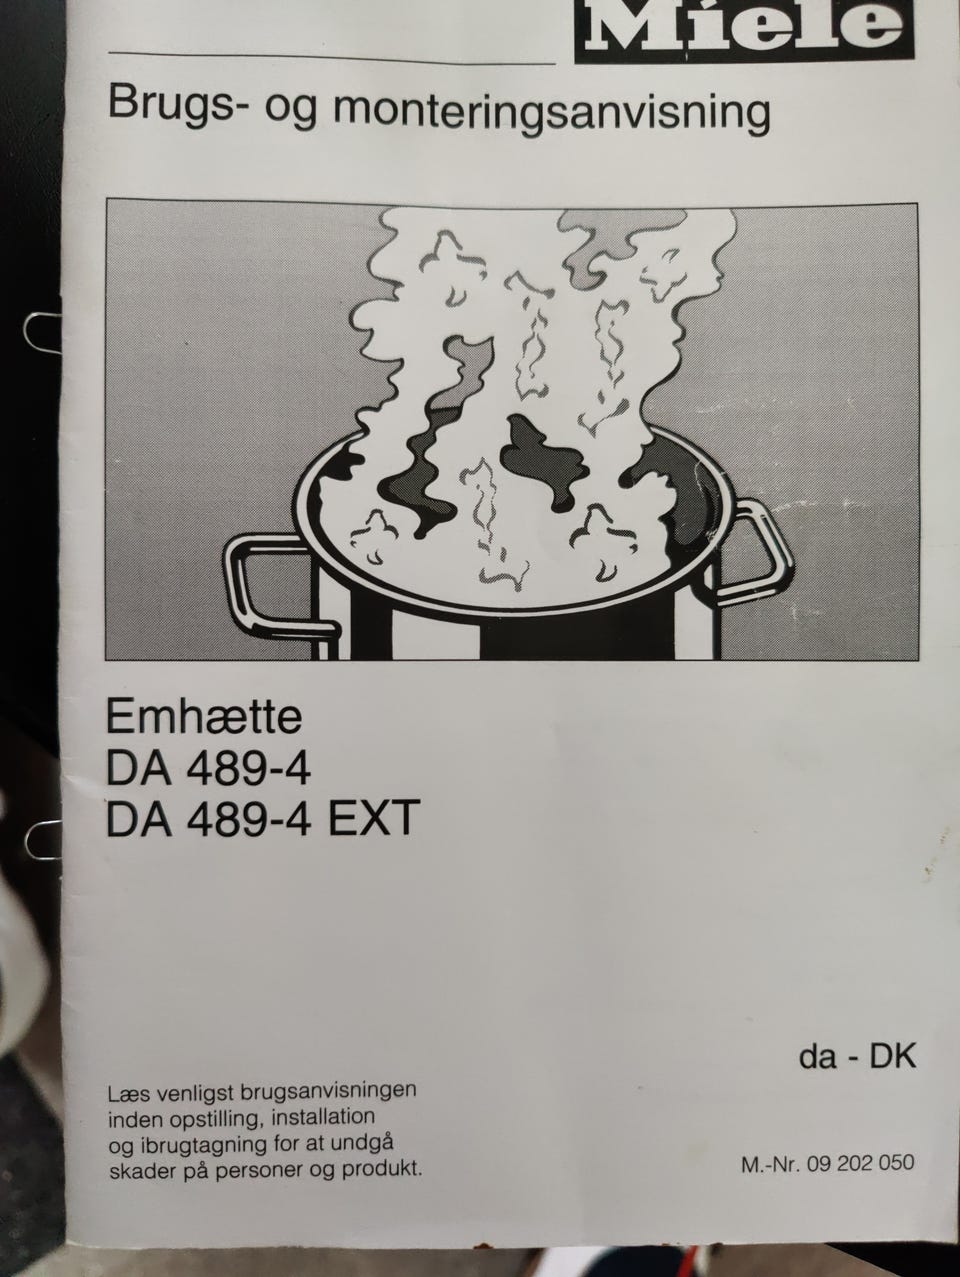 Miele
Brugs- og monteringsanvisning
Emhætte
DA 489-4
DA 489-4 EXT
da - DK
Læs venligst brugsanvisningen
inden opstilling, installation
og ibrugtagning for at undgå
skader på personer og produkt.
M.-Nr. 09 202 050